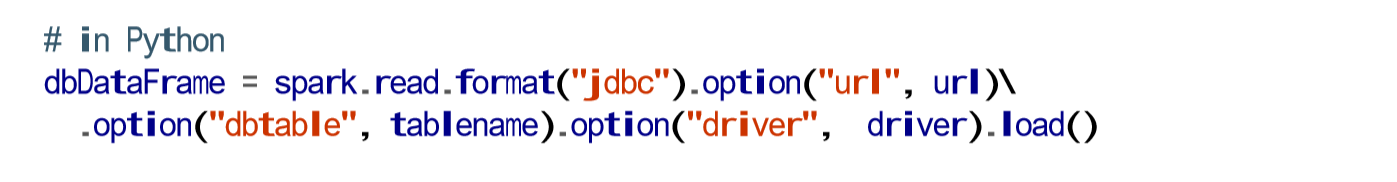 # in Python
dbDataFrame = spark.read.format("jdbc").option("url", url)\
  .option("dbtable", tablename).option("driver",  driver).load()